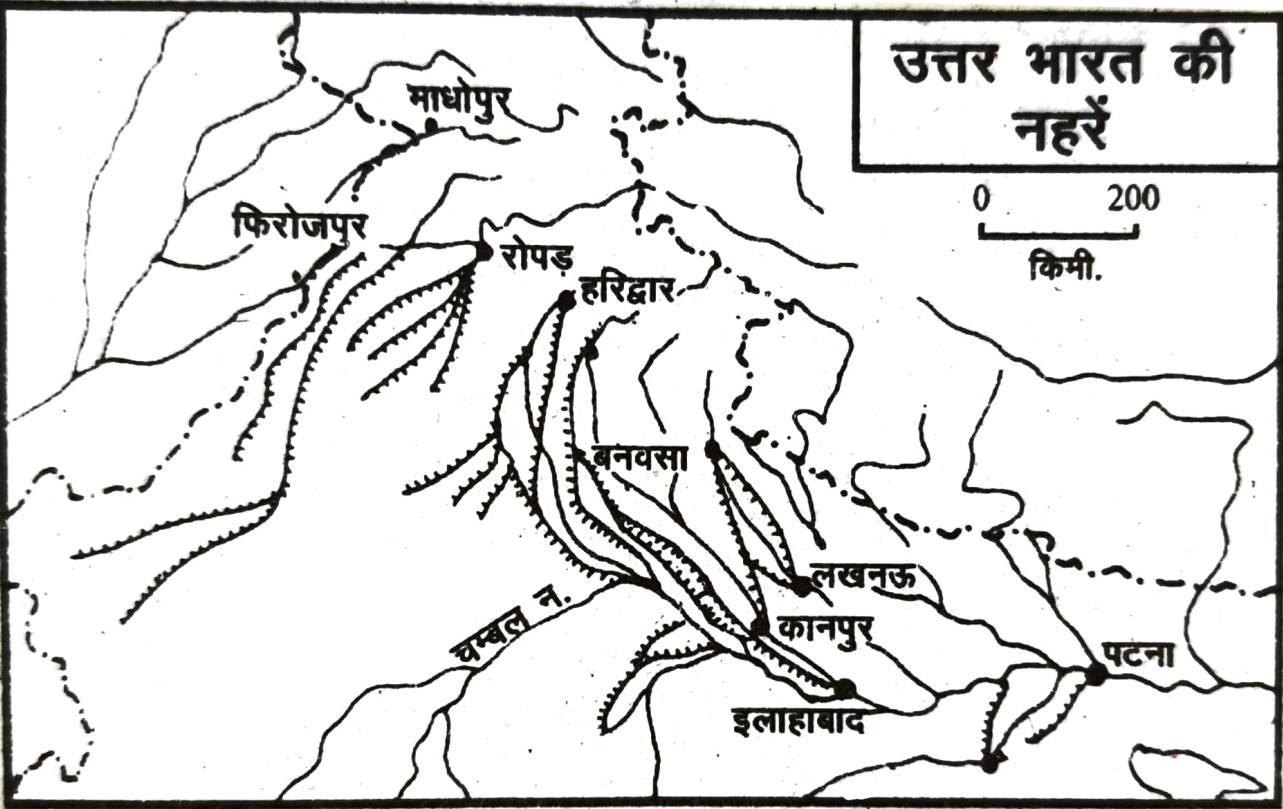 उत्तर भारत की
नहरें
0 200
किमी.
माधोपुर
फिरोजपुर
रोपड़
हरिद्वार
बनवसा
लखनऊ
चम्बल न.
कानपुर
पटना
इलाहाबाद